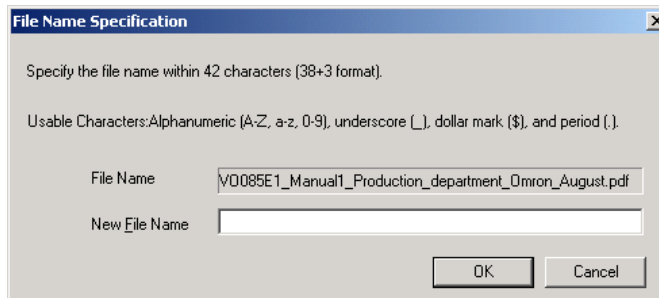 File Name Specification
Specify the file name within 42 characters (38+3 format).
Usable Characters:Alphanumeric (A-Z, a-z, 0-9), underscore (_), dollar mark ($), and period (.).
File Name VO085E1_Manual1_Production_department_Omron_August.pdf
New File Name
OK Cancel